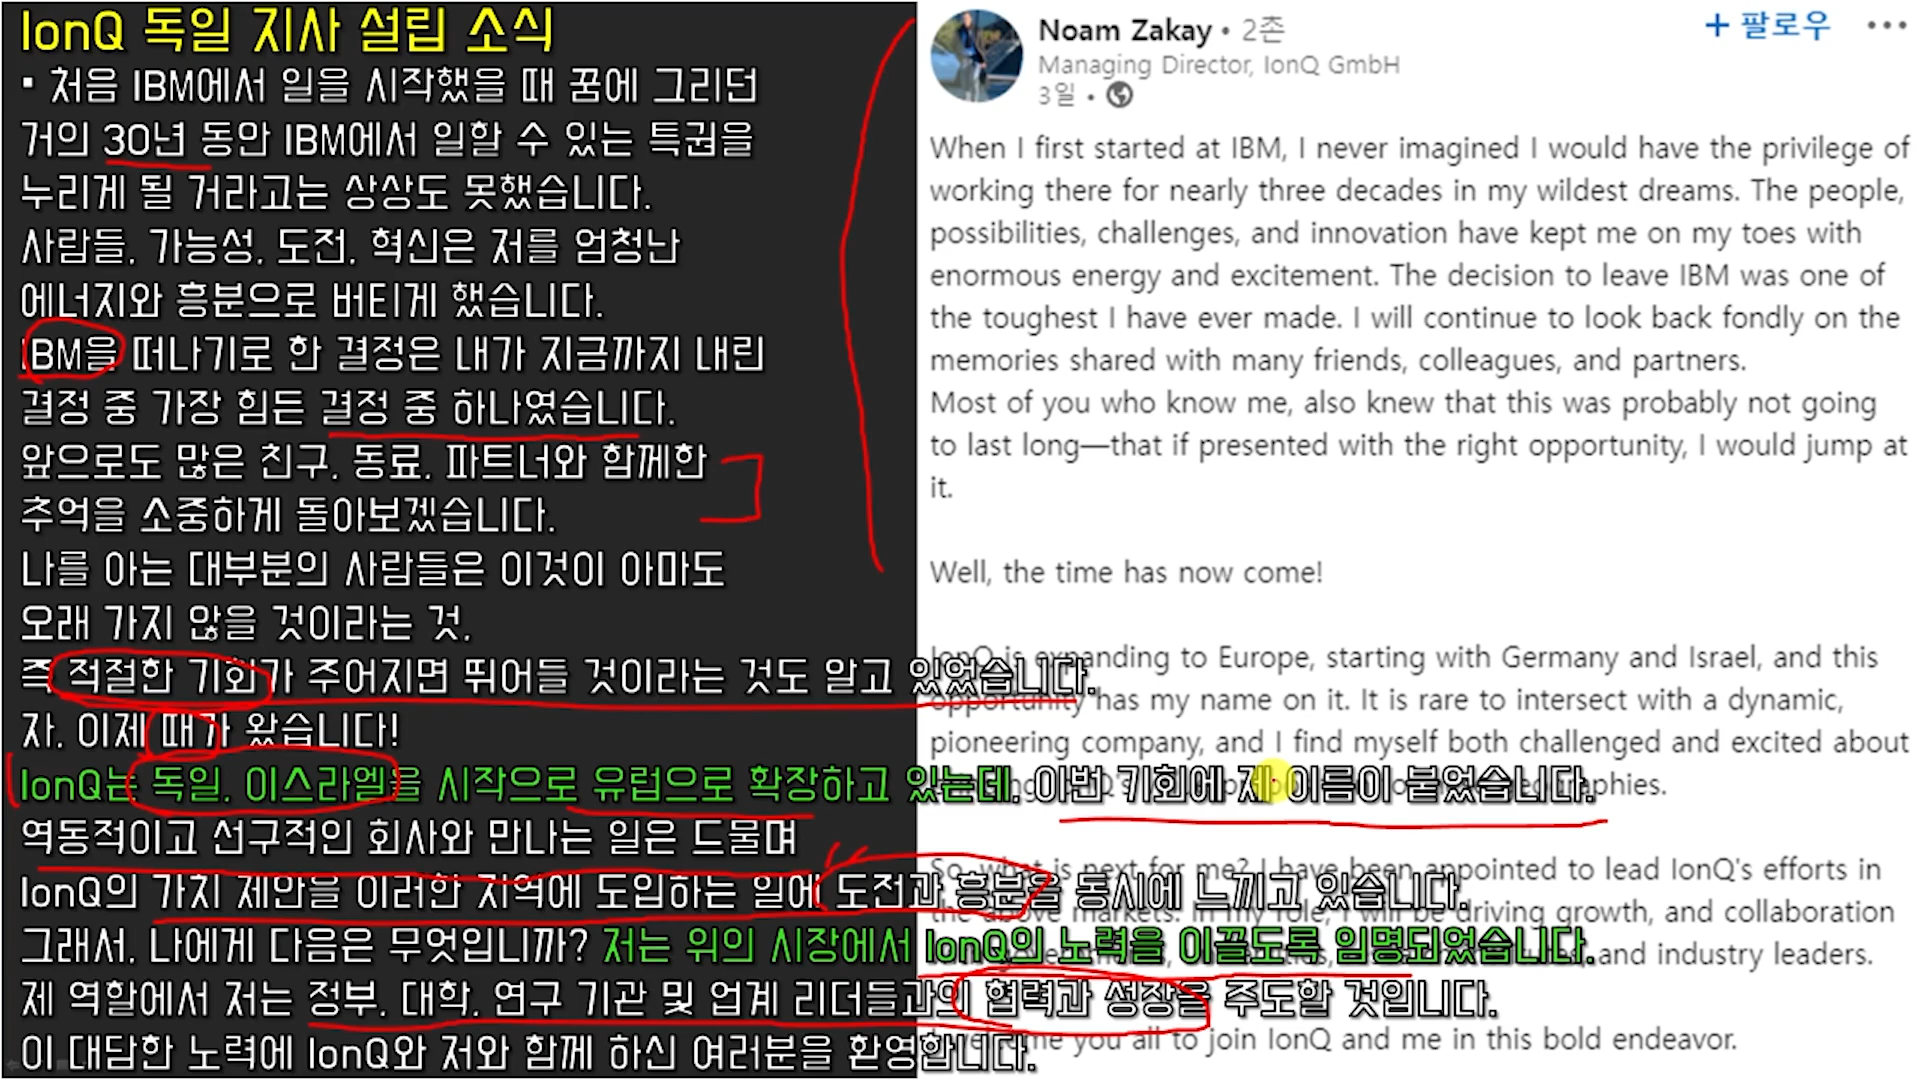 IonQ 독일 지사 설립 소식
▪ 처음 IBM에서 일을 시작했을 때 꿈에 그리던
거의 30년 동안 IBM에서 일할 수 있는 특권을
누리게 될 거라고는 상상도 못했습니다.
사람들, 가능성, 도전, 혁신은 저를 엄청난
에너지와 흥분으로 버티게 했습니다.
IBM을 떠나기로 한 결정은 내가 지금까지 내린
결정 중 가장 힘든 결정 중 하나였습니다.
앞으로도 많은 친구, 동료, 파트너와 함께한
추억을 소중하게 돌아보겠습니다.
나를 아는 대부분의 사람들은 이것이 아마도
오래 가지 않을 것이라는 것,
즉 적절한 기회가 주어지면 뛰어들 것이라는 것도 알고 있었습니다.
자, 이제 때가 왔습니다!
IonQ는 독일, 이스라엘을 시작으로 유럽으로 확장하고 있는데, 이번 기회에 제 이름이 붙었습니다.
역동적이고 선구적인 회사와 만나는 일은 드물며
IonQ의 가치 제안을 이러한 지역에 도입하는 일에 도전과 흥분을 동시에 느끼고 있습니다.
그래서, 나에게 다음은 무엇입니까? 저는 위의 시장에서 IonQ의 노력을 이끌도록 임명되었습니다.
제 역할에서 저는 정부, 대학, 연구 기관 및 업계 리더들과의 협력과 성장을 주도할 것입니다.
이 대담한 노력에 IonQ와 저와 함께 하신 여러분을 환영합니다.
Noam Zakay • 2촌
Managing Director, IonQ GmbH
3일 •
+ 팔로우 •••
When I first started at IBM, I never imagined I would have the privilege of
working there for nearly three decades in my wildest dreams. The people,
possibilities, challenges, and innovation have kept me on my toes with
enormous energy and excitement. The decision to leave IBM was one of
the toughest I have ever made. I will continue to look back fondly on the
memories shared with many friends, colleagues, and partners.
Most of you who know me, also knew that this was probably not going
to last long—that if presented with the right opportunity, I would jump at
it.
Well, the time has now come!
IonQ is expanding to Europe, starting with Germany and Israel, and this
opportunity has my name on it. It is rare to intersect with a dynamic,
pioneering company, and I find myself both challenged and excited about
So, what is next for me? I have been appointed to lead IonQ's efforts in
the above markets. In my role, I will be driving growth, and collaboration
and industry leaders.
you all to join IonQ and me in this bold endeavor.